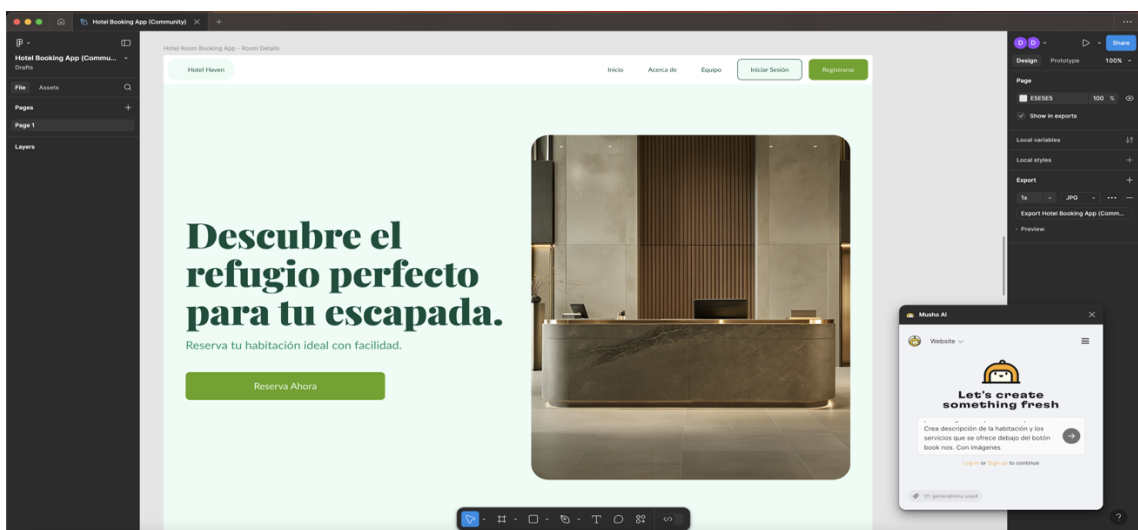 Hotel Booking App (Community)
Hotel Booking App (Commu...
Drafts
File Assets
Pages
Page 1
Layers
Hotel Room Booking App - Room Details
Hotel Haven
Inicio Acerca de Equipo Iniciar Sesión Registrarse
Descubre el
refugio perfecto
para tu escapada.
Reserva tu habitación ideal con facilidad.
Reserva Ahora
D D Share
Design Prototype 100%
Page
E5E5E5 100 %
Show in exports
Local variables
Local styles
Export
1x JPG
Export Hotel Booking App (Comm...
Preview
Musho AI
Website
Let's create
something fresh
Crea descripción de la habitación y los
servicios que se ofrece debajo del botón
book nos. Con imágenes
Log in or Sign up to continue
1/1 generations used